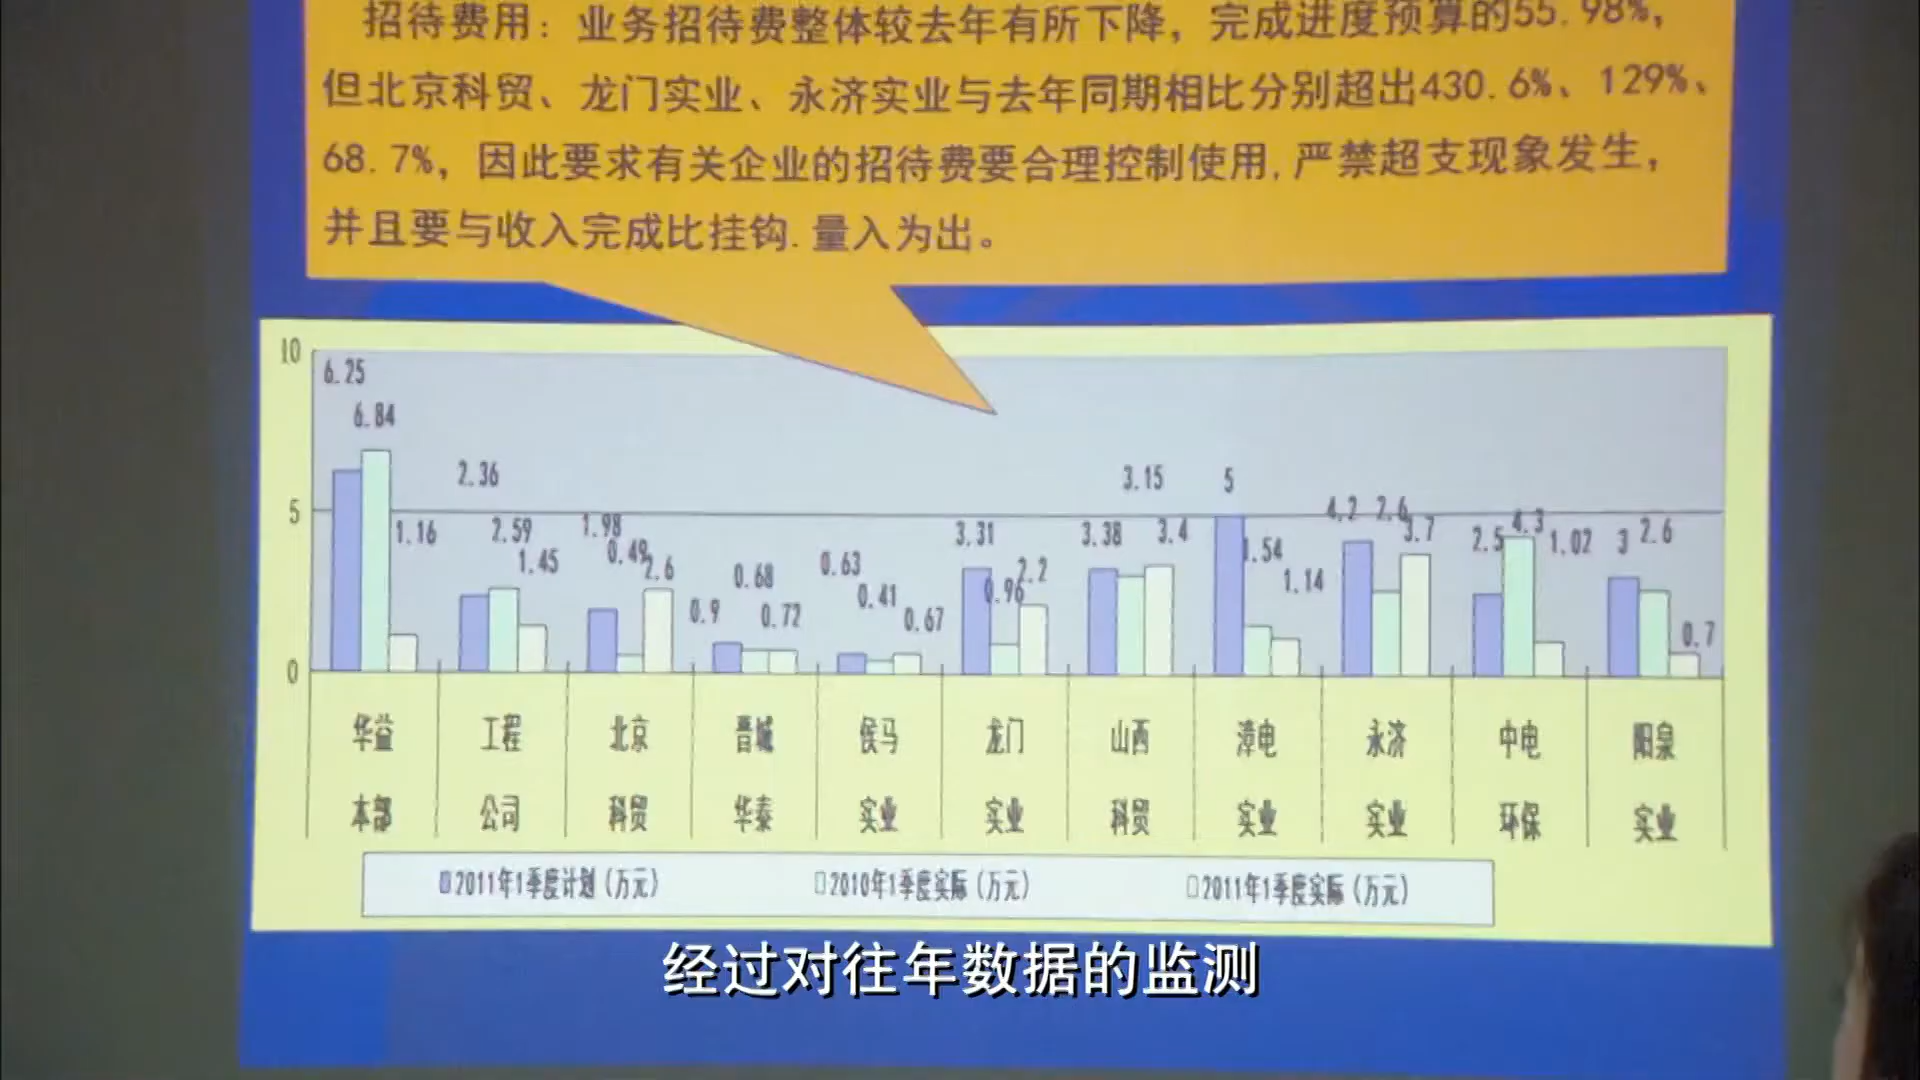 招待费用：业务招待费整体较去年有所下降，完成进度预算的55.98%，
但北京科贸、龙门实业、永济实业与去年同期相比分别超出430.6%、129%、
68.7%，因此要求有关企业的招待费要合理控制使用,严禁超支现象发生，
并且要与收入完成比挂钩.量入为出。
10
5
0
6.25 6.84 1.16
2.36 2.59 1.45
1.98 0.49 2.6
0.9 0.68 0.72
0.63 0.41 0.67
3.31 0.96 2.2
3.38 3.15 3.4
5 1.54 1.14
4.2 2.6 3.7
2.5 4.3 1.02
3 2.6 0.7
华益 工程 北京 晋城 侯马 龙门 山西 漳电 永济 中电 阳泉
本部 公司 科贸 华泰 实业 实业 科贸 实业 实业 环保 实业
2011年1季度计划（万元） 2010年1季度实际（万元） 2011年1季度实际（万元）
经过对往年数据的监测